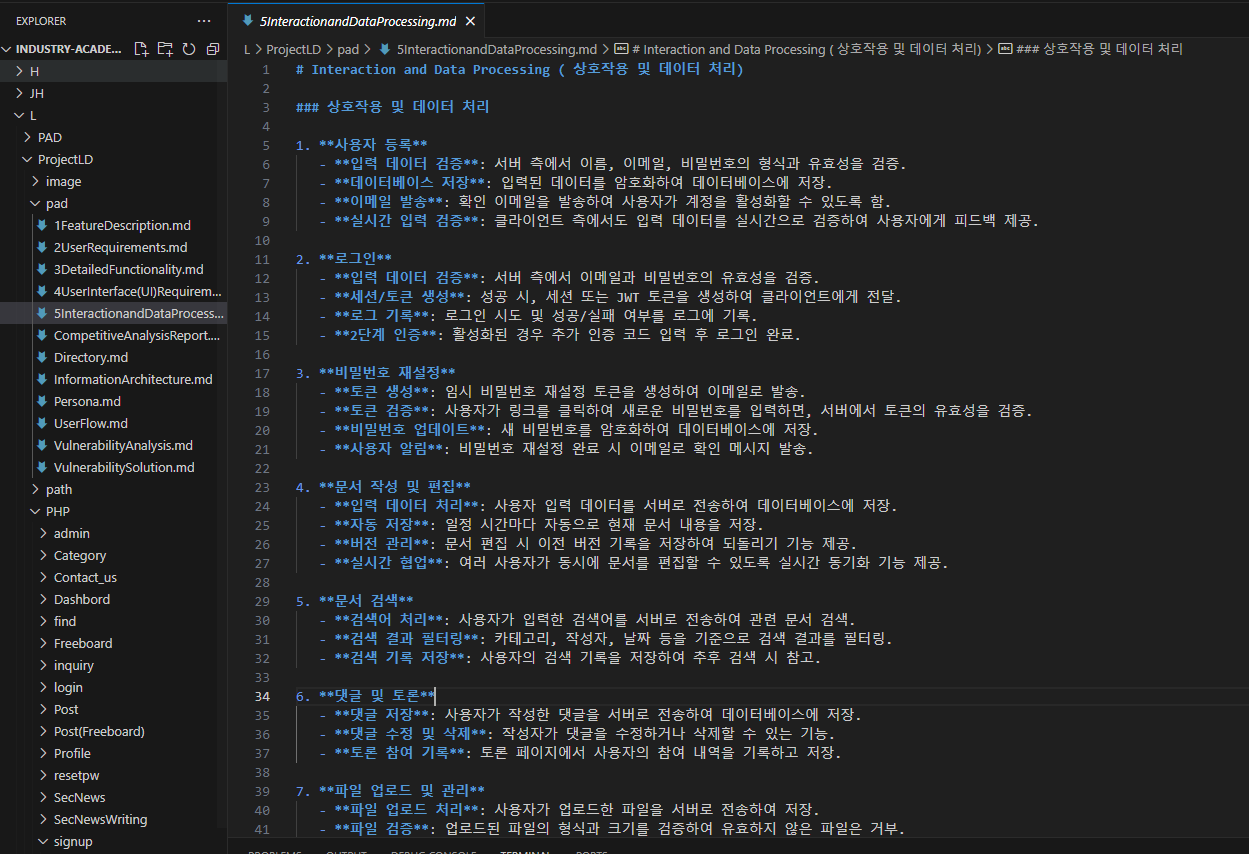 EXPLORER
INDUSTRY-ACADE...
H
JH
L
PAD
ProjectLD
image
pad
1FeatureDescription.md
2UserRequirements.md
3DetailedFunctionality.md
4UserInterface(UI)Requirem...
5InteractionandDataProcess...
CompetitiveAnalysisReport....
Directory.md
InformationArchitecture.md
Persona.md
UserFlow.md
VulnerabilityAnalysis.md
VulnerabilitySolution.md
path
PHP
admin
Category
Contact_us
Dashbord
find
Freeboard
inquiry
login
Post
Post(Freeboard)
Profile
resetpw
SecNews
SecNewsWriting
signup
5InteractionandDataProcessing.md
L > ProjectLD > pad > 5InteractionandDataProcessing.md > # Interaction and Data Processing ( 상호작용 및 데이터 처리) > ### 상호작용 및 데이터 처리
1 # Interaction and Data Processing ( 상호작용 및 데이터 처리)
2
3 ### 상호작용 및 데이터 처리
4
5 1. **사용자 등록**
6 - **입력 데이터 검증**: 서버 측에서 이름, 이메일, 비밀번호의 형식과 유효성을 검증.
7 - **데이터베이스 저장**: 입력된 데이터를 암호화하여 데이터베이스에 저장.
8 - **이메일 발송**: 확인 이메일을 발송하여 사용자가 계정을 활성화할 수 있도록 함.
9 - **실시간 입력 검증**: 클라이언트 측에서도 입력 데이터를 실시간으로 검증하여 사용자에게 피드백 제공.
10
11 2. **로그인**
12 - **입력 데이터 검증**: 서버 측에서 이메일과 비밀번호의 유효성을 검증.
13 - **세션/토큰 생성**: 성공 시, 세션 또는 JWT 토큰을 생성하여 클라이언트에게 전달.
14 - **로그 기록**: 로그인 시도 및 성공/실패 여부를 로그에 기록.
15 - **2단계 인증**: 활성화된 경우 추가 인증 코드 입력 후 로그인 완료.
16
17 3. **비밀번호 재설정**
18 - **토큰 생성**: 임시 비밀번호 재설정 토큰을 생성하여 이메일로 발송.
19 - **토큰 검증**: 사용자가 링크를 클릭하여 새로운 비밀번호를 입력하면, 서버에서 토큰의 유효성을 검증.
20 - **비밀번호 업데이트**: 새 비밀번호를 암호화하여 데이터베이스에 저장.
21 - **사용자 알림**: 비밀번호 재설정 완료 시 이메일로 확인 메시지 발송.
22
23 4. **문서 작성 및 편집**
24 - **입력 데이터 처리**: 사용자 입력 데이터를 서버로 전송하여 데이터베이스에 저장.
25 - **자동 저장**: 일정 시간마다 자동으로 현재 문서 내용을 저장.
26 - **버전 관리**: 문서 편집 시 이전 버전 기록을 저장하여 되돌리기 기능 제공.
27 - **실시간 협업**: 여러 사용자가 동시에 문서를 편집할 수 있도록 실시간 동기화 기능 제공.
28
29 5. **문서 검색**
30 - **검색어 처리**: 사용자가 입력한 검색어를 서버로 전송하여 관련 문서 검색.
31 - **검색 결과 필터링**: 카테고리, 작성자, 날짜 등을 기준으로 검색 결과를 필터링.
32 - **검색 기록 저장**: 사용자의 검색 기록을 저장하여 추후 검색 시 참고.
33
34 6. **댓글 및 토론**
35 - **댓글 저장**: 사용자가 작성한 댓글을 서버로 전송하여 데이터베이스에 저장.
36 - **댓글 수정 및 삭제**: 작성자가 댓글을 수정하거나 삭제할 수 있는 기능.
37 - **토론 참여 기록**: 토론 페이지에서 사용자의 참여 내역을 기록하고 저장.
38
39 7. **파일 업로드 및 관리**
40 - **파일 업로드 처리**: 사용자가 업로드한 파일을 서버로 전송하여 저장.
41 - **파일 검증**: 업로드된 파일의 형식과 크기를 검증하여 유효하지 않은 파일은 거부.
PROBLEMS OUTPUT DEBUG CONSOLE TERMINAL PORTS